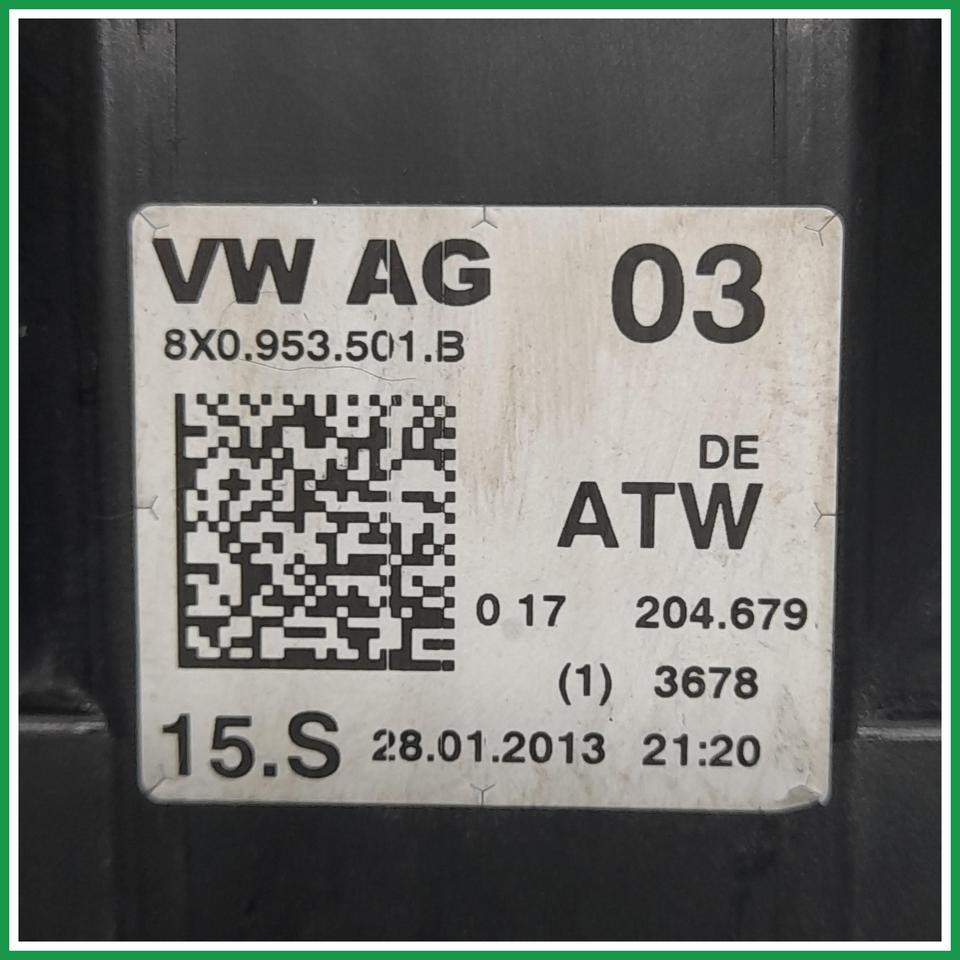 VW AG
03
8X0.953.501.B
DE
ATW
0 17 204.679
(1) 3678
15.S 28.01.2013 21:20